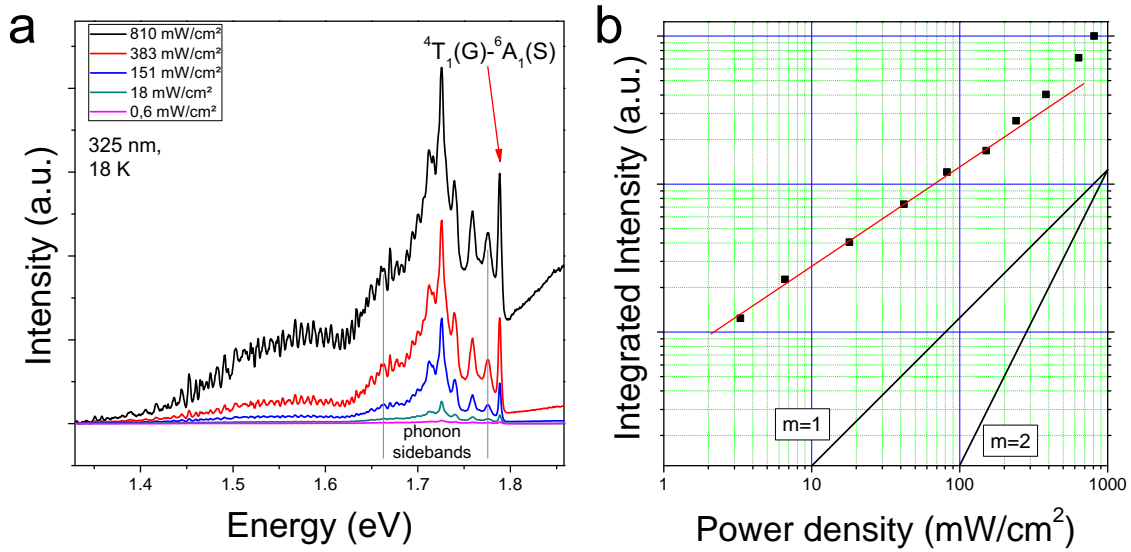 a
810 mW/cm²
383 mW/cm²
151 mW/cm²
18 mW/cm²
0,6 mW/cm²
325 nm,
18 K
⁴T₁(G)-⁶A₁(S)
phonon
sidebands
Intensity (a.u.)
1.4
1.5
1.6
1.7
1.8
Energy (eV)
b
Integrated Intensity (a.u.)
m=1
m=2
1
10
100
1000
Power density (mW/cm²)